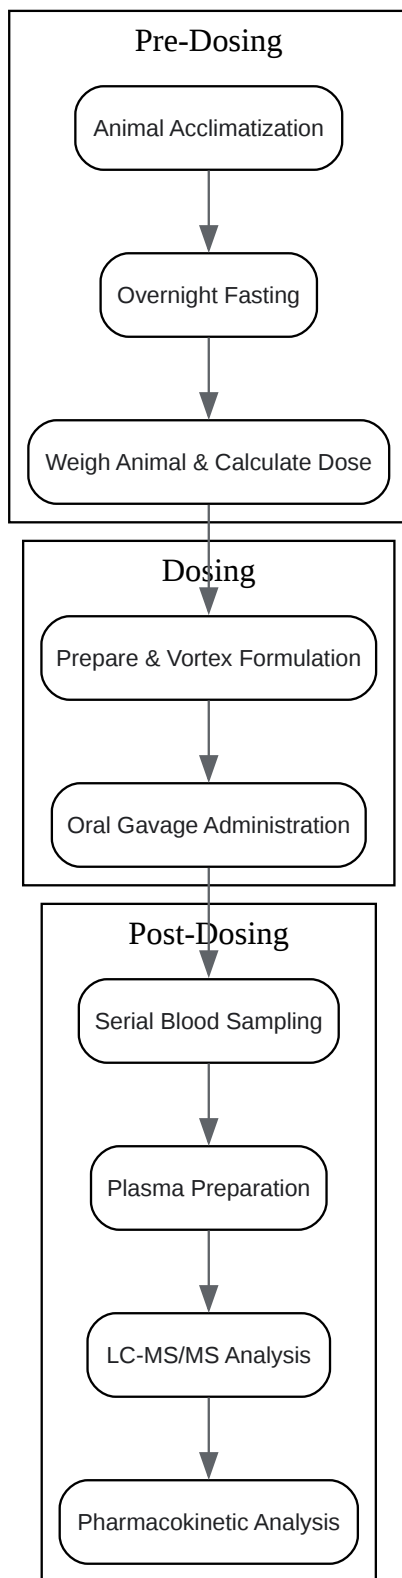 Pre-Dosing
Animal Acclimatization
Overnight Fasting
Weigh Animal & Calculate Dose
Dosing
Prepare & Vortex Formulation
Oral Gavage Administration
Post-Dosing
Serial Blood Sampling
Plasma Preparation
LC-MS/MS Analysis
Pharmacokinetic Analysis